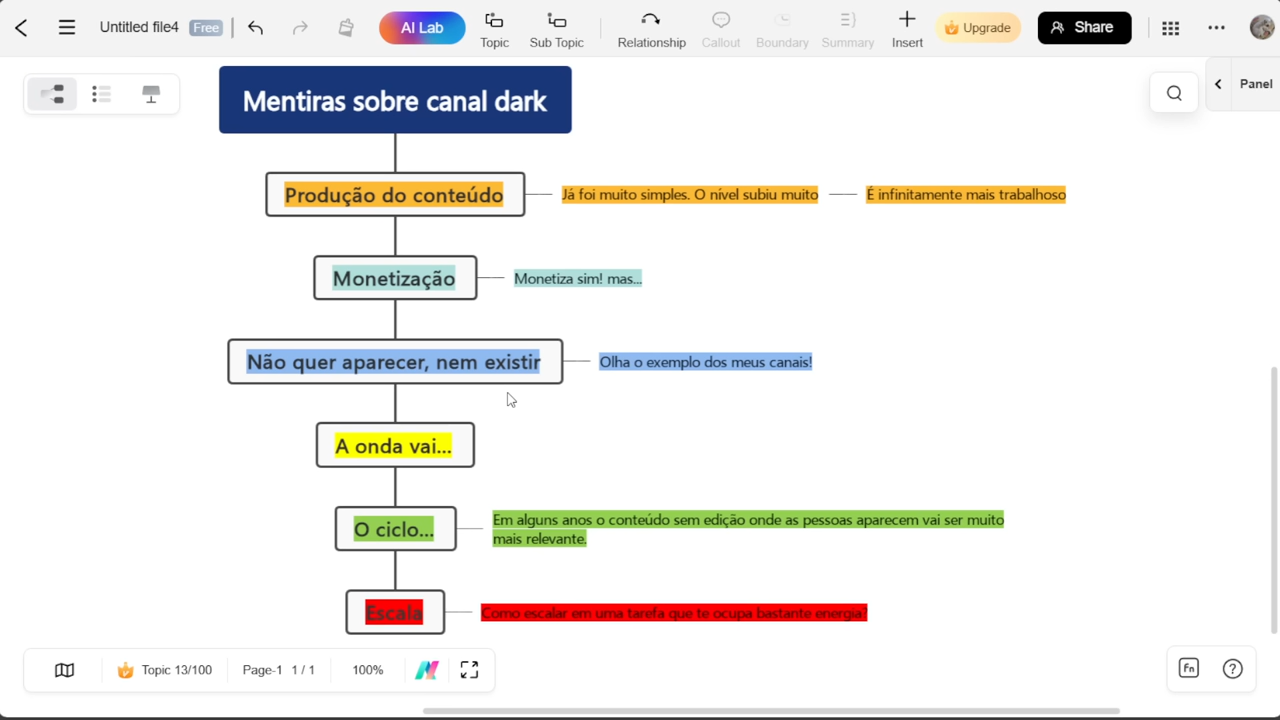 Untitled file4 Free AI Lab Topic Sub Topic Relationship Callout Boundary Summary Insert Upgrade Share
Panel
Mentiras sobre canal dark
Produção do conteúdo Já foi muito simples. O nível subiu muito É infinitamente mais trabalhoso
Monetização Monetiza sim! mas...
Não quer aparecer, nem existir Olha o exemplo dos meus canais!
A onda vai...
O ciclo... Em alguns anos o conteúdo sem edição onde as pessoas aparecem vai ser muito
mais relevante.
Escala Como escalar em uma tarefa que te ocupa bastante energia?
Topic 13/100 Page-1 1 / 1 100% Fn